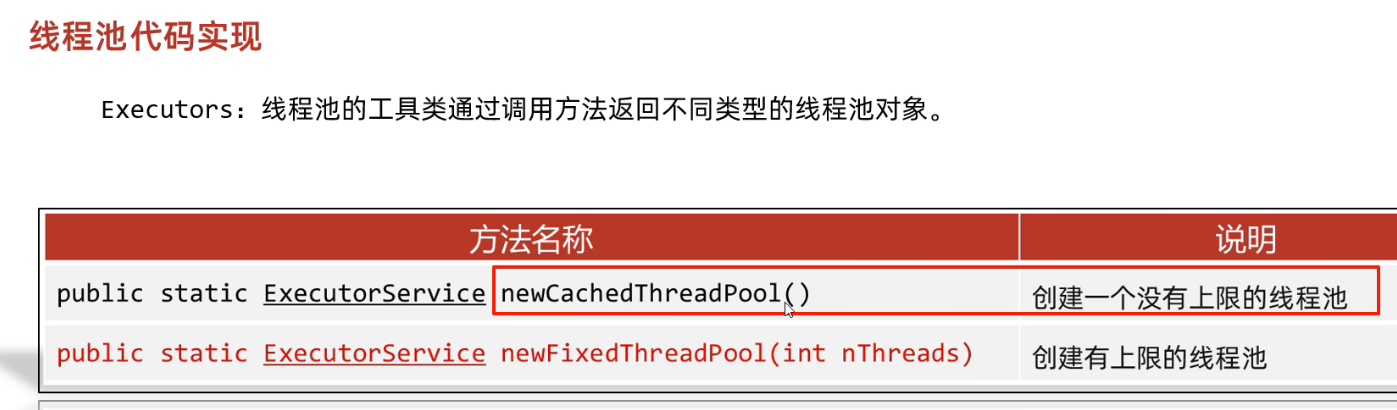 线程池代码实现
Executors：线程池的工具类通过调用方法返回不同类型的线程池对象。
方法名称 说明
public static ExecutorService newCachedThreadPool() 创建一个没有上限的线程池
public static ExecutorService newFixedThreadPool(int nThreads) 创建有上限的线程池